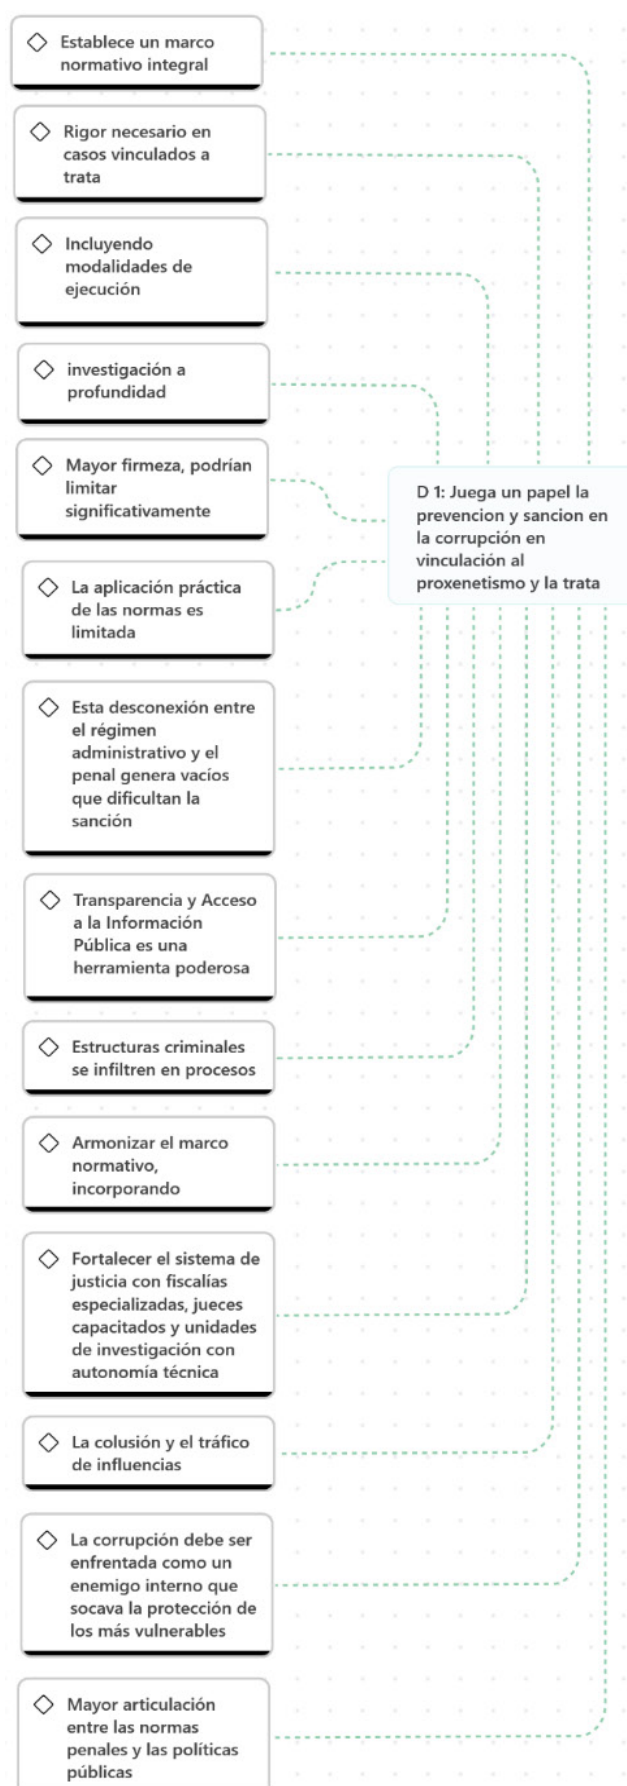 Establece un marco
normativo integral
Rigor necesario en
casos vinculados a
trata
Incluyendo
modalidades de
ejecución
investigación a
profundidad
Mayor firmeza, podrían
limitar
significativamente
D 1: Juega un papel la
prevencion y sancion en
la corrupción en
vinculación al
proxenetismo y la trata
La aplicación práctica
de las normas es
limitada
Esta desconexión entre
el régimen
administrativo y el
penal genera vacíos
que dificultan la
sanción
Transparencia y Acceso
a la Información
Pública es una
herramienta poderosa
Estructuras criminales
se infiltren en procesos
Armonizar el marco
normativo,
incorporando
Fortalecer el sistema de
justicia con fiscalías
especializadas, jueces
capacitados y unidades
de investigación con
autonomía técnica
La colusión y el tráfico
de influencias
La corrupción debe ser
enfrentada como un
enemigo interno que
socava la protección de
los más vulnerables
Mayor articulación
entre las normas
penales y las políticas
públicas